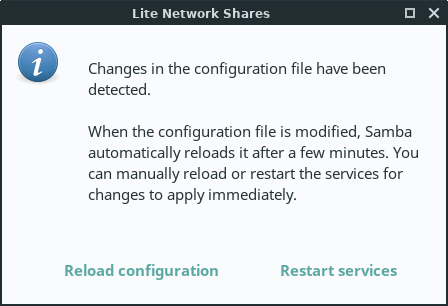 Lite Network Shares
Changes in the configuration file have been
detected.
When the configuration file is modified, Samba
automatically reloads it after a few minutes. You
can manually reload or restart the services for
changes to apply immediately.
Reload configuration
Restart services